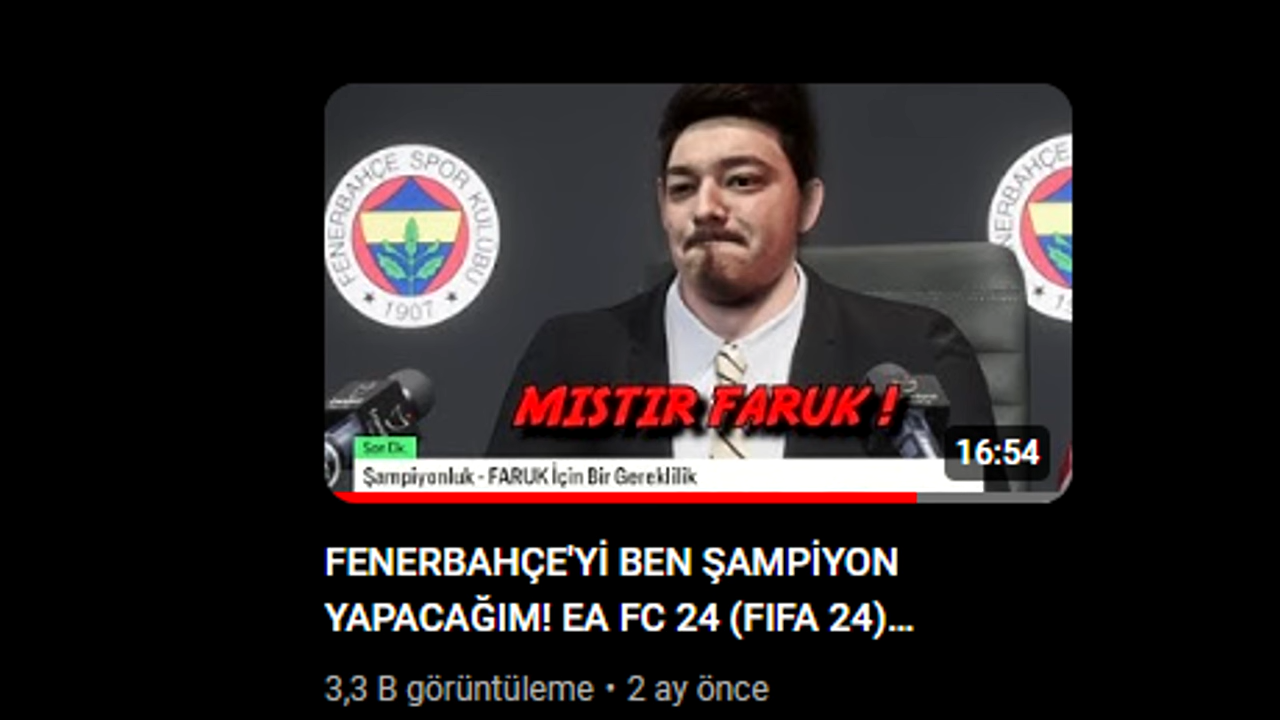 FENERBAHÇE SPOR KULÜBÜ
1907
FENERBAHÇE
MISTIR FARUK !
16:54
Son Dk.
Şampiyonluk - FARUK İçin Bir Gereklilik
FENERBAHÇE'Yİ BEN ŞAMPİYON
YAPACAĞIM! EA FC 24 (FIFA 24)...
3,3 B görüntüleme • 2 ay önce